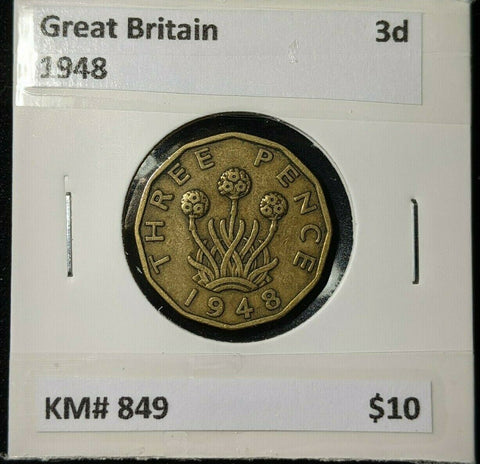 Great Britain 3d
1948
THREE PENCE
1948
KM# 849 $10